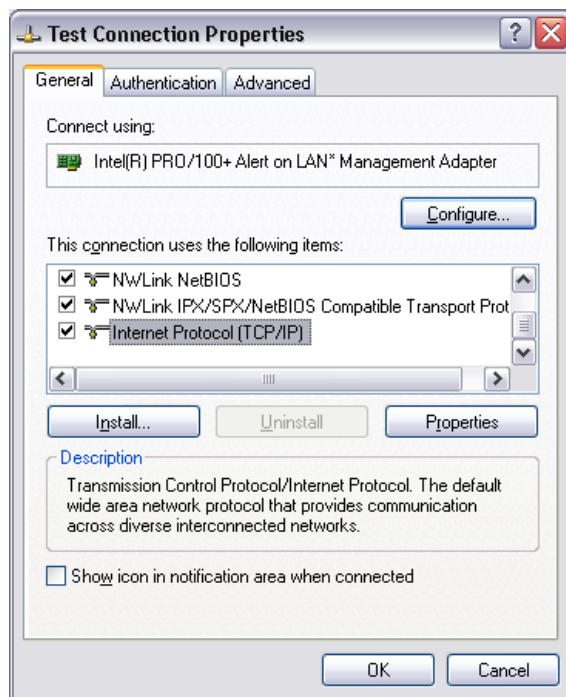 Test Connection Properties
General Authentication Advanced
Connect using:
Intel(R) PRO/100+ Alert on LAN* Management Adapter
Configure...
This connection uses the following items:
NWLink NetBIOS
NWLink IPX/SPX/NetBIOS Compatible Transport Prot
Internet Protocol (TCP/IP)
Install... Uninstall Properties
Description
Transmission Control Protocol/Internet Protocol. The default
wide area network protocol that provides communication
across diverse interconnected networks.
Show icon in notification area when connected
OK Cancel